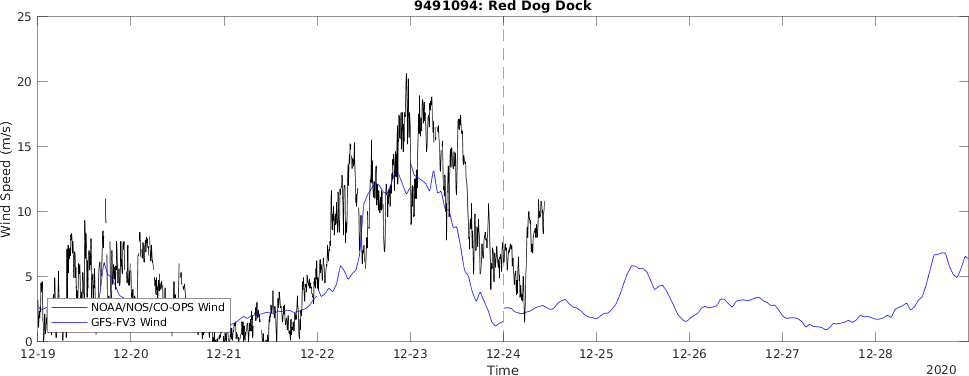 9491094: Red Dog Dock
25
20
15
10
5
0
Wind Speed (m/s)
NOAA/NOS/CO-OPS Wind
GFS-FV3 Wind
12-19 12-20 12-21 12-22 12-23 12-24 12-25 12-26 12-27 12-28
Time
2020